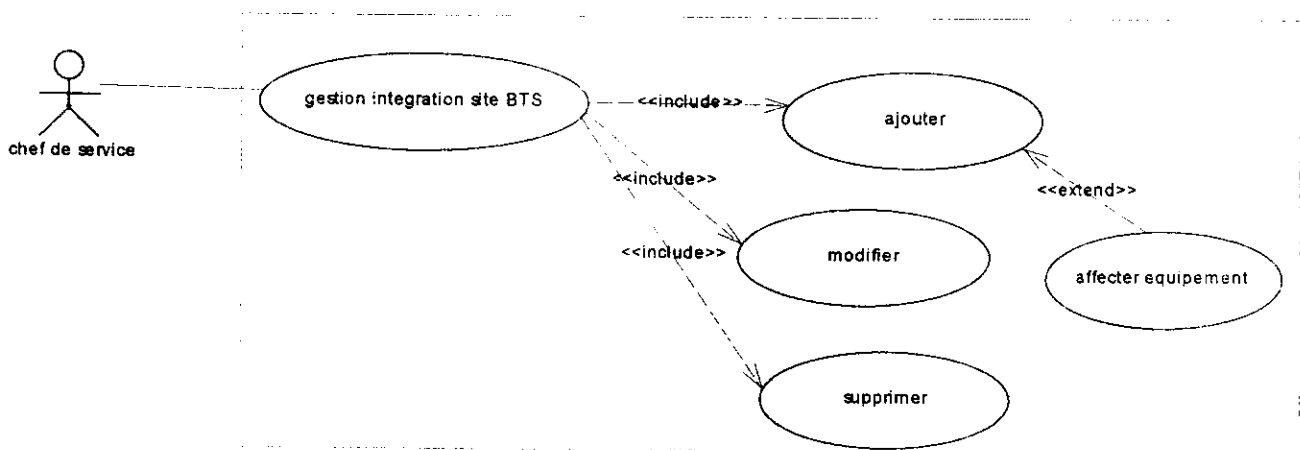 gestion integration site BTS
<<include>>
ajouter
chef de service
<<include>>
<<extend>>
<<include>>
modifier
affecter equipement
supprimer